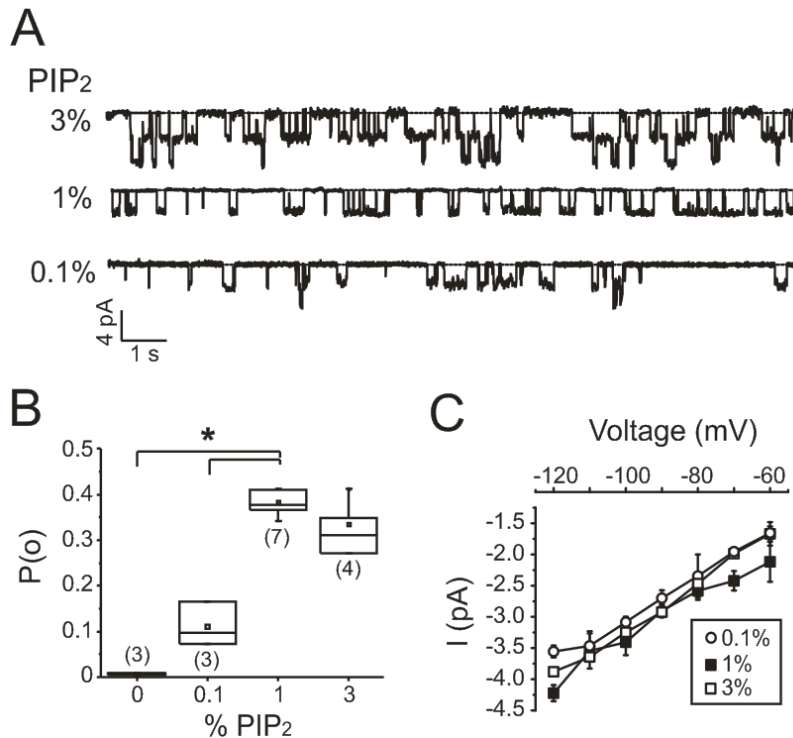 A
PIP2
3%
1%
0.1%
4 pA
1 s
B
P(o)
0.5
0.4
0.3
0.2
0.1
0
*
(3)
(3)
(7)
(4)
0 0.1 1 3
% PIP2
C
Voltage (mV)
-120 -100 -80 -60
I (pA)
-1.5
-2.0
-2.5
-3.0
-3.5
-4.0
-4.5
0.1%
1%
3%